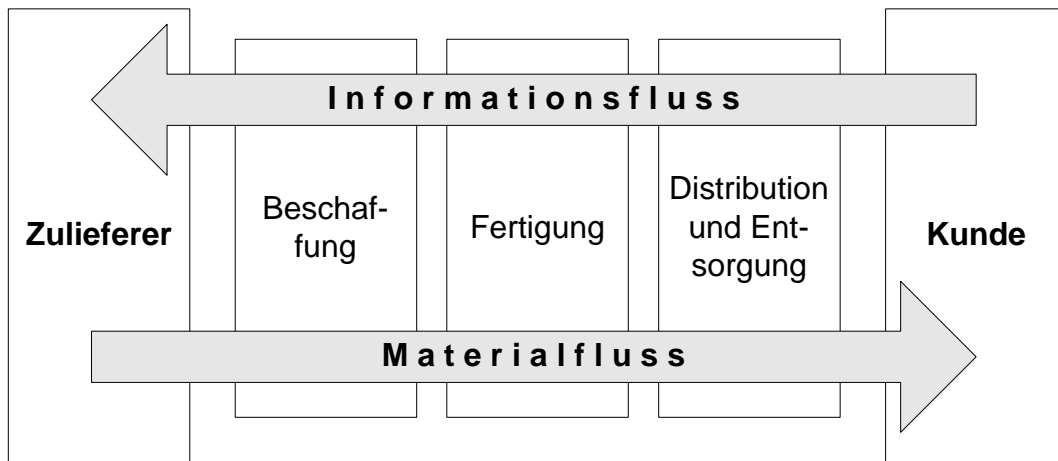 Informationsfluss
Zulieferer
Beschaf-
fung
Fertigung
Distribution
und Ent-
sorgung
Kunde
Materialfluss